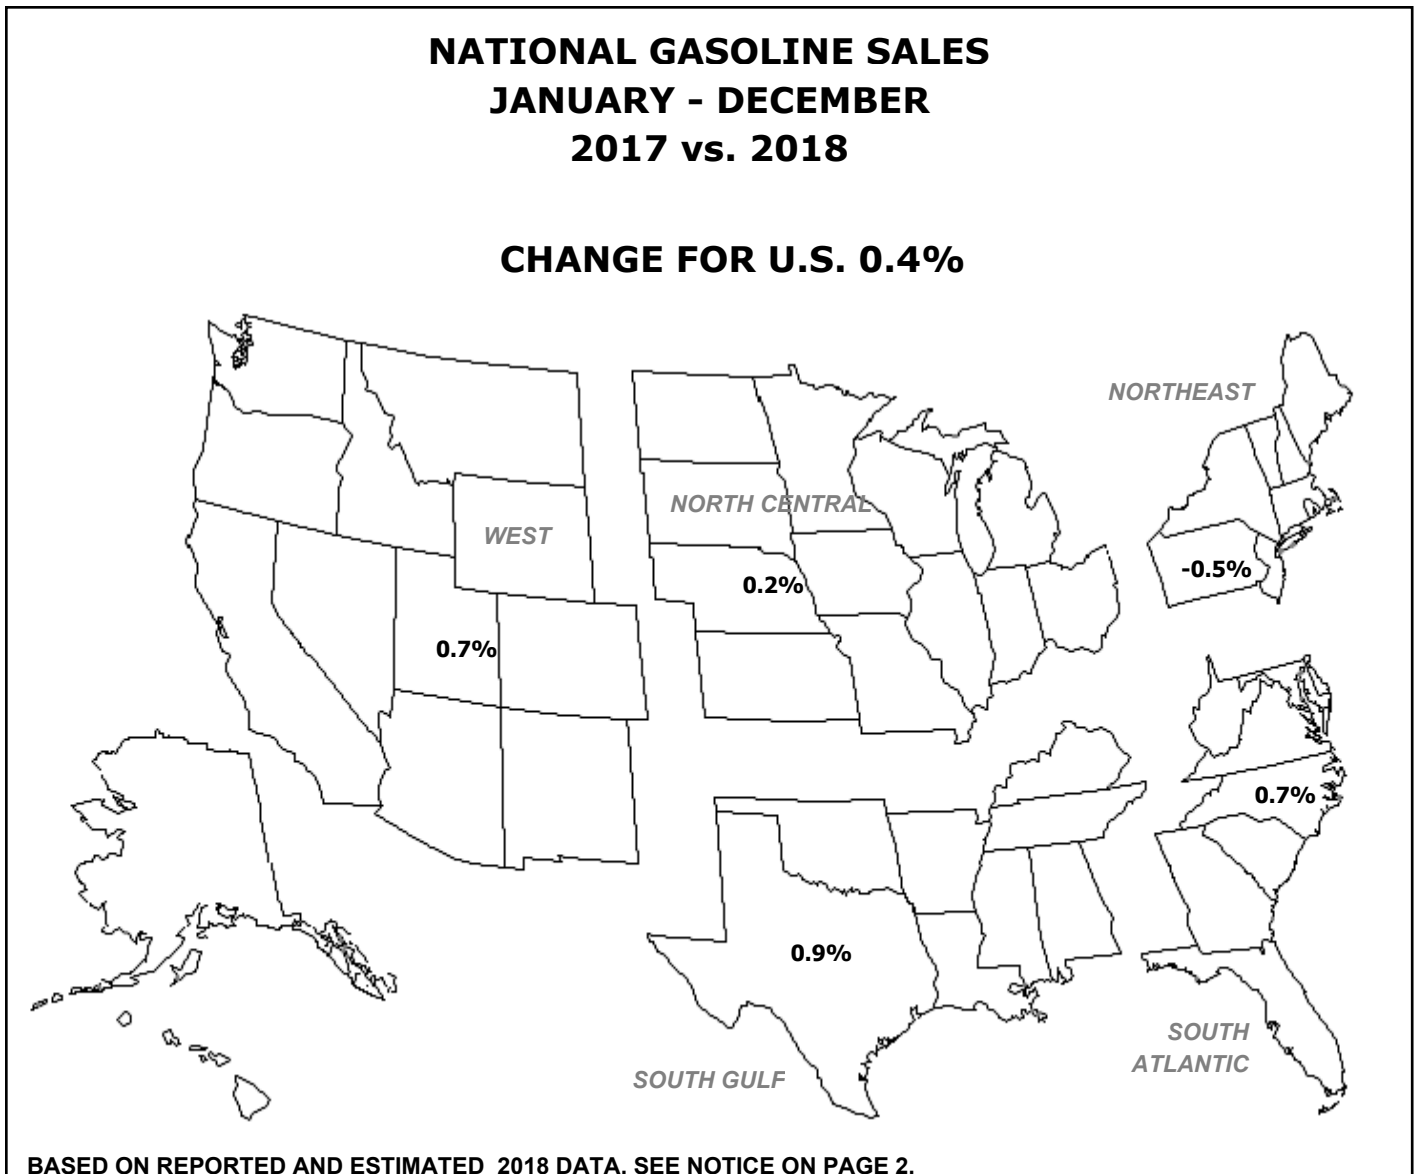 NATIONAL GASOLINE SALES
JANUARY - DECEMBER
2017 vs. 2018
CHANGE FOR U.S. 0.4%
NORTHEAST
NORTH CENTRAL
WEST
-0.5%
0.2%
0.7%
0.7%
0.9%
SOUTH
ATLANTIC
SOUTH GULF
BASED ON REPORTED AND ESTIMATED  2018 DATA. SEE NOTICE ON PAGE 2.